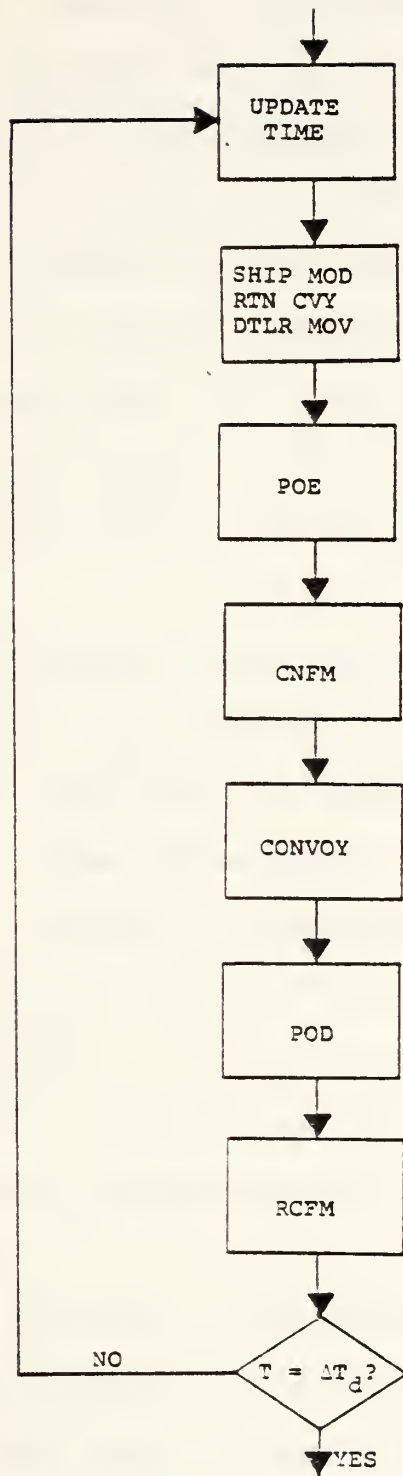 UPDATE
TIME
SHIP MOD
RTN CVY
DTLR MOV
POE
CNFM
CONVOY
POD
RCFM
NO
T = ΔTd?
YES